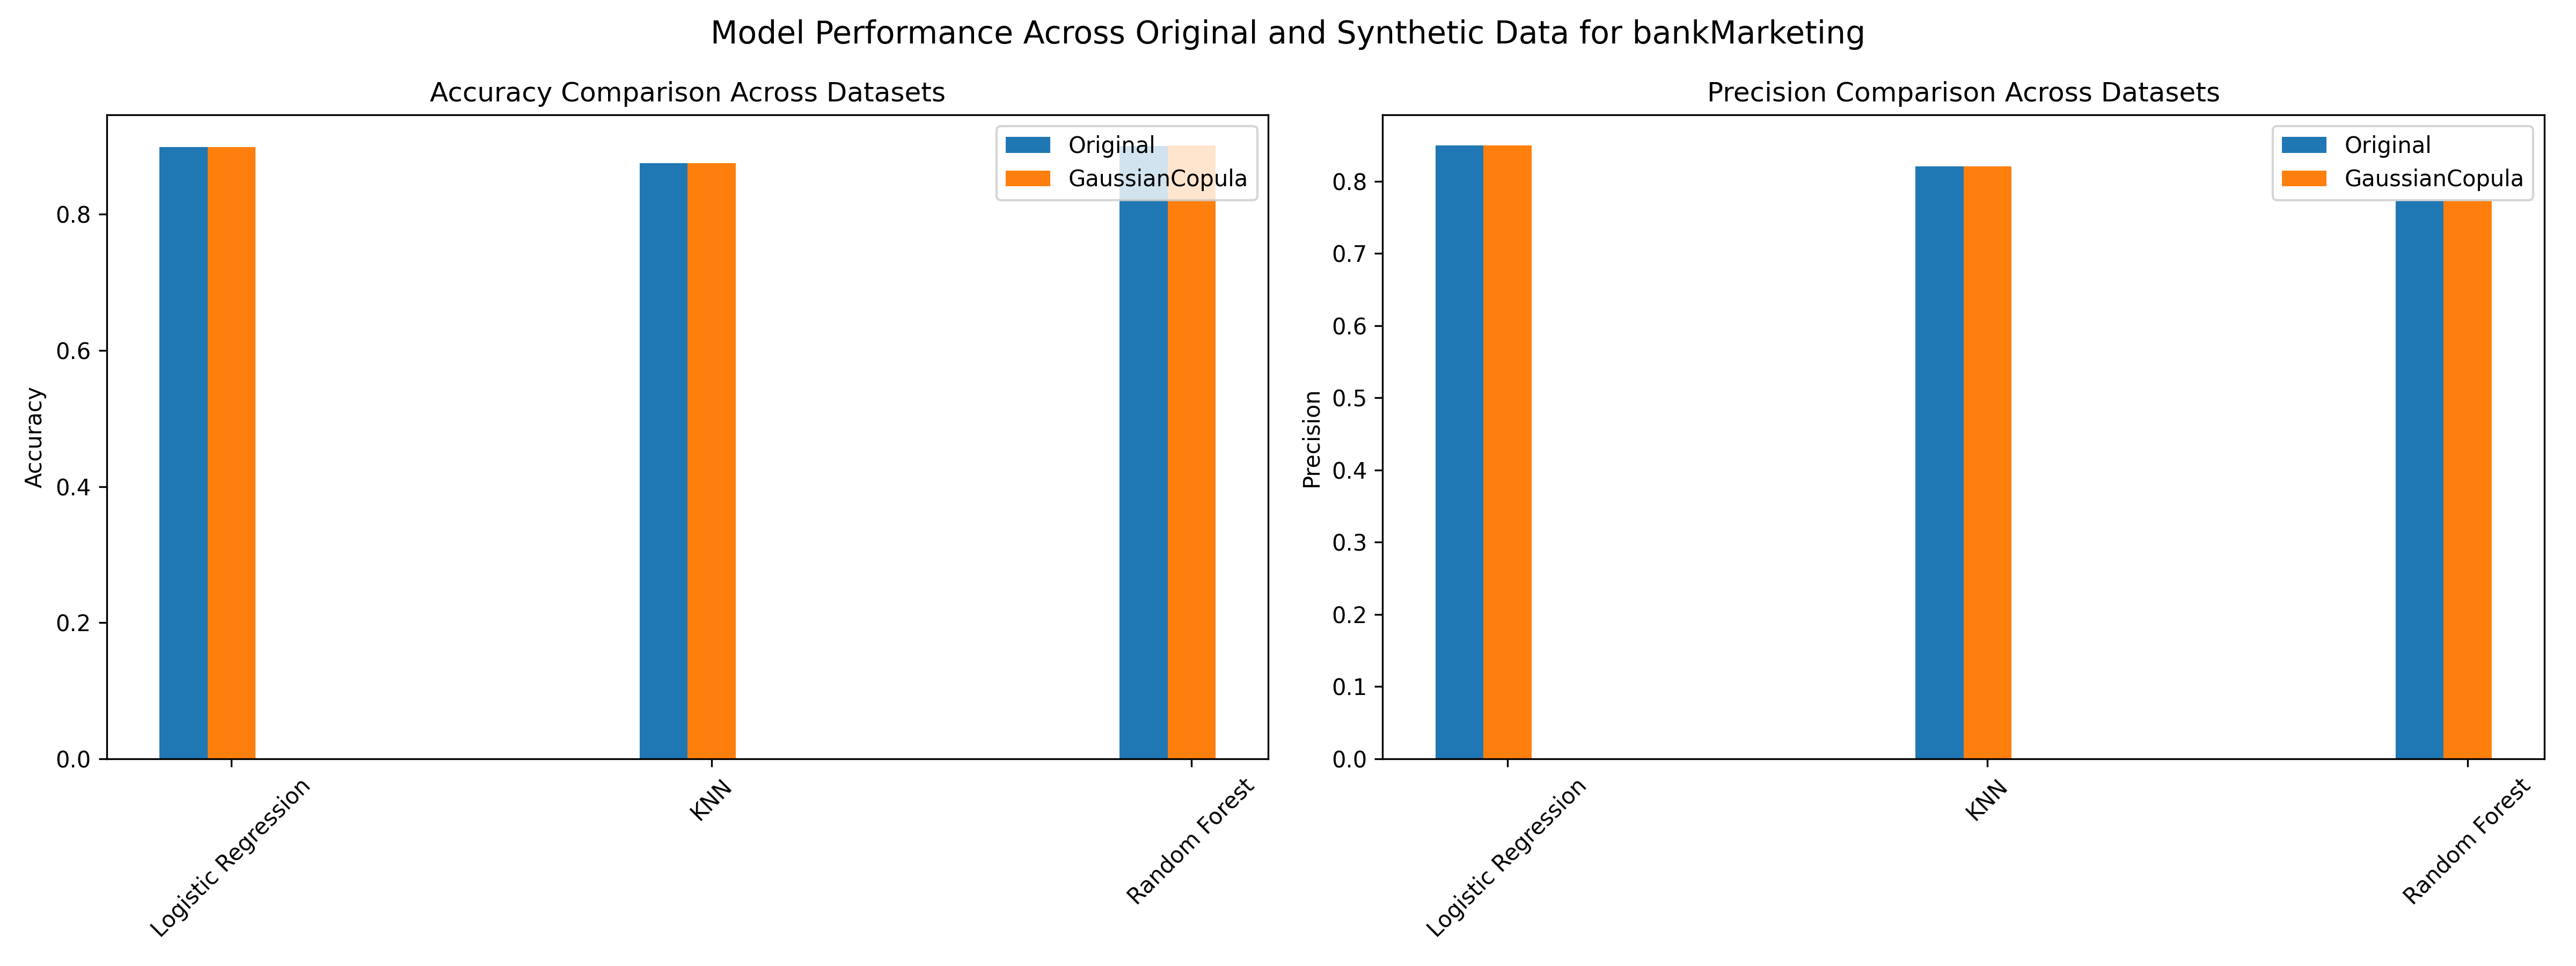 Model Performance Across Original and Synthetic Data for bankMarketing
Accuracy Comparison Across Datasets
Accuracy
0.8
0.6
0.4
0.2
0.0
Original
GaussianCopula
Logistic Regression
KNN
Random Forest
Precision Comparison Across Datasets
Precision
0.8
0.7
0.6
0.5
0.4
0.3
0.2
0.1
0.0
Original
GaussianCopula
Logistic Regression
KNN
Random Forest